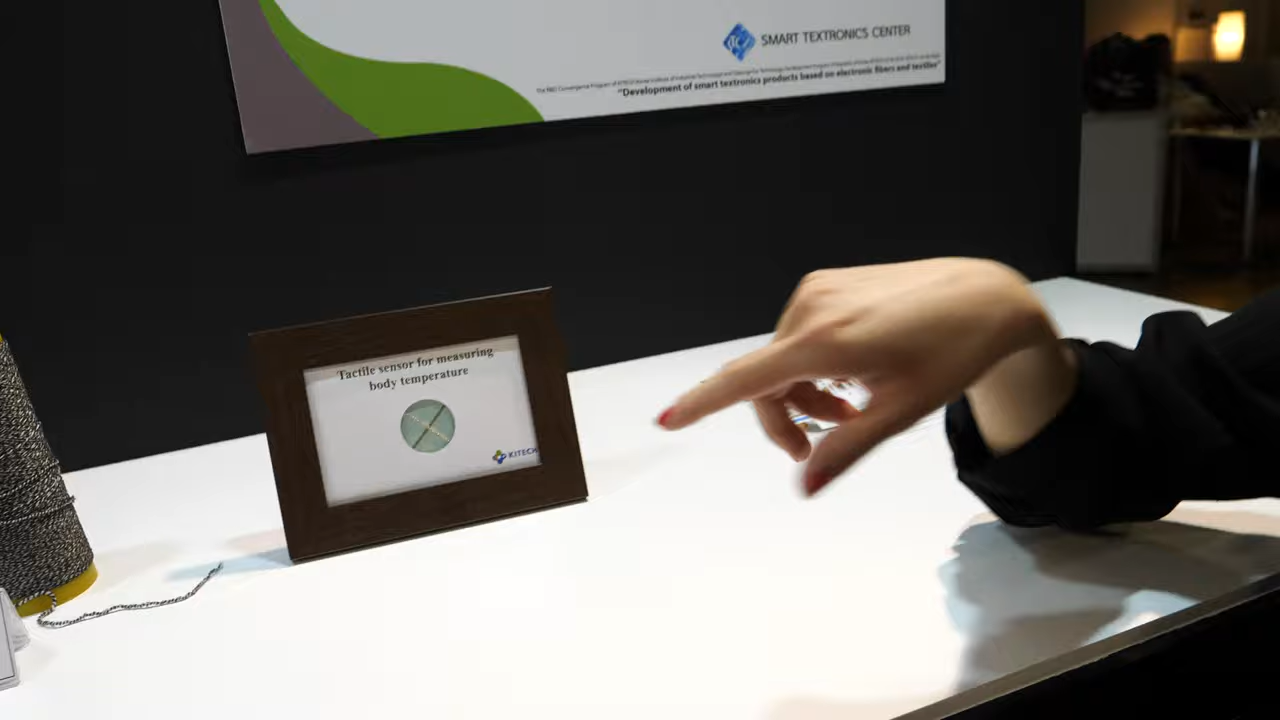 SMART TEXTRONICS CENTER
"Development of smart textronics products based on electronic fibers and textiles"
Tactile sensor for measuring
body temperature
KITECH